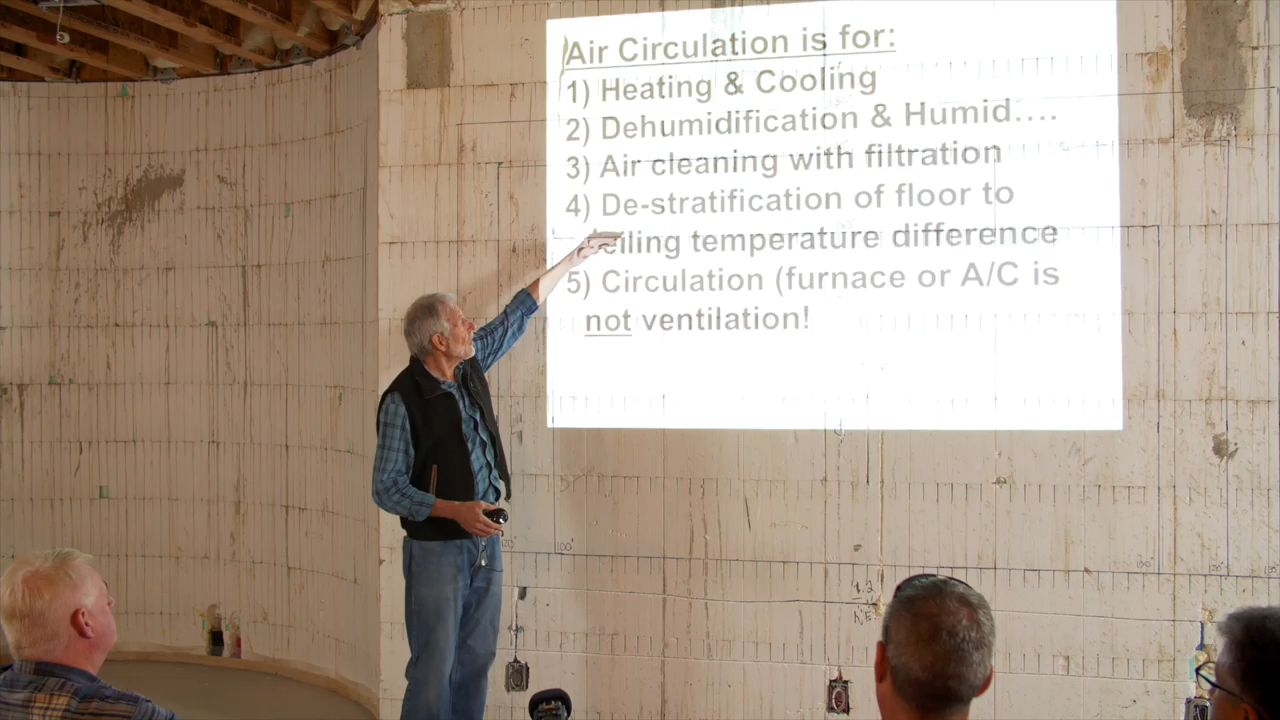 Air Circulation is for:
1) Heating & Cooling
2) Dehumidification & Humid....
3) Air cleaning with filtration
4) De-stratification of floor to
eiling temperature difference
5) Circulation (furnace or A/C is
not ventilation!